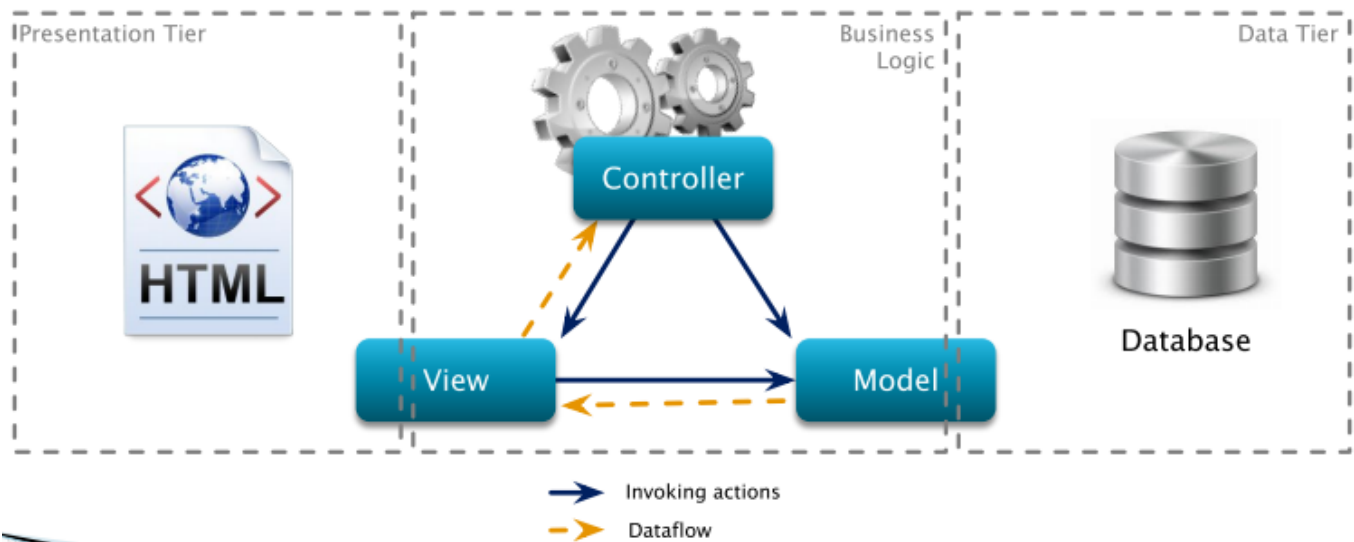 Presentation Tier
Business
Logic
Data Tier
HTML
Controller
View
Model
Database
Invoking actions
Dataflow